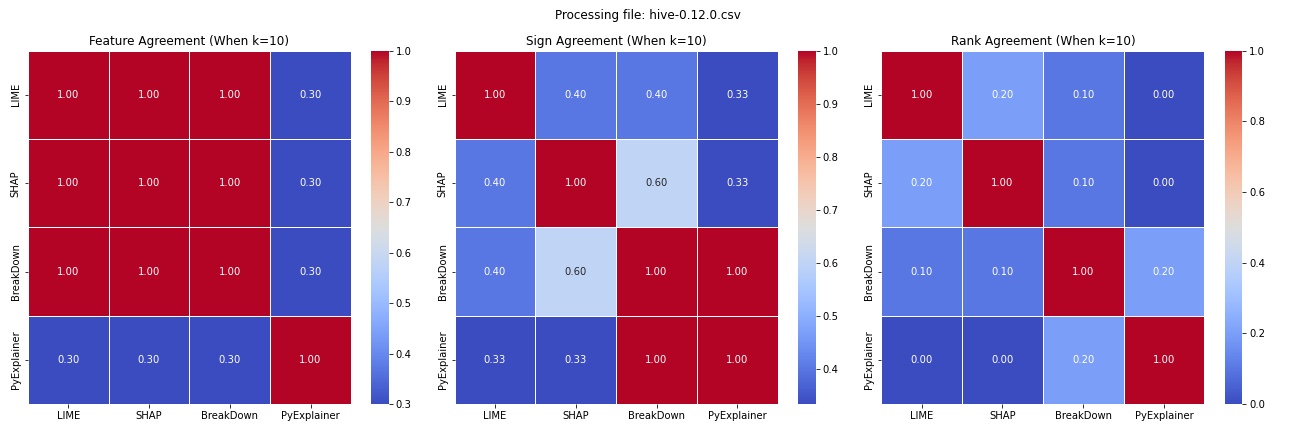 Processing file: hive-0.12.0.csv
Feature Agreement (When k=10)
LIME 1.00 1.00 1.00 0.30
SHAP 1.00 1.00 1.00 0.30
BreakDown 1.00 1.00 1.00 0.30
PyExplainer 0.30 0.30 0.30 1.00
LIME SHAP BreakDown PyExplainer
1.0
0.9
0.8
0.7
0.6
0.5
0.4
0.3
Sign Agreement (When k=10)
LIME 1.00 0.40 0.40 0.33
SHAP 0.40 1.00 0.60 0.33
BreakDown 0.40 0.60 1.00 1.00
PyExplainer 0.33 0.33 1.00 1.00
LIME SHAP BreakDown PyExplainer
1.0
0.9
0.8
0.7
0.6
0.5
0.4
Rank Agreement (When k=10)
LIME 1.00 0.20 0.10 0.00
SHAP 0.20 1.00 0.10 0.00
BreakDown 0.10 0.10 1.00 0.20
PyExplainer 0.00 0.00 0.20 1.00
LIME SHAP BreakDown PyExplainer
1.0
0.8
0.6
0.4
0.2
0.0